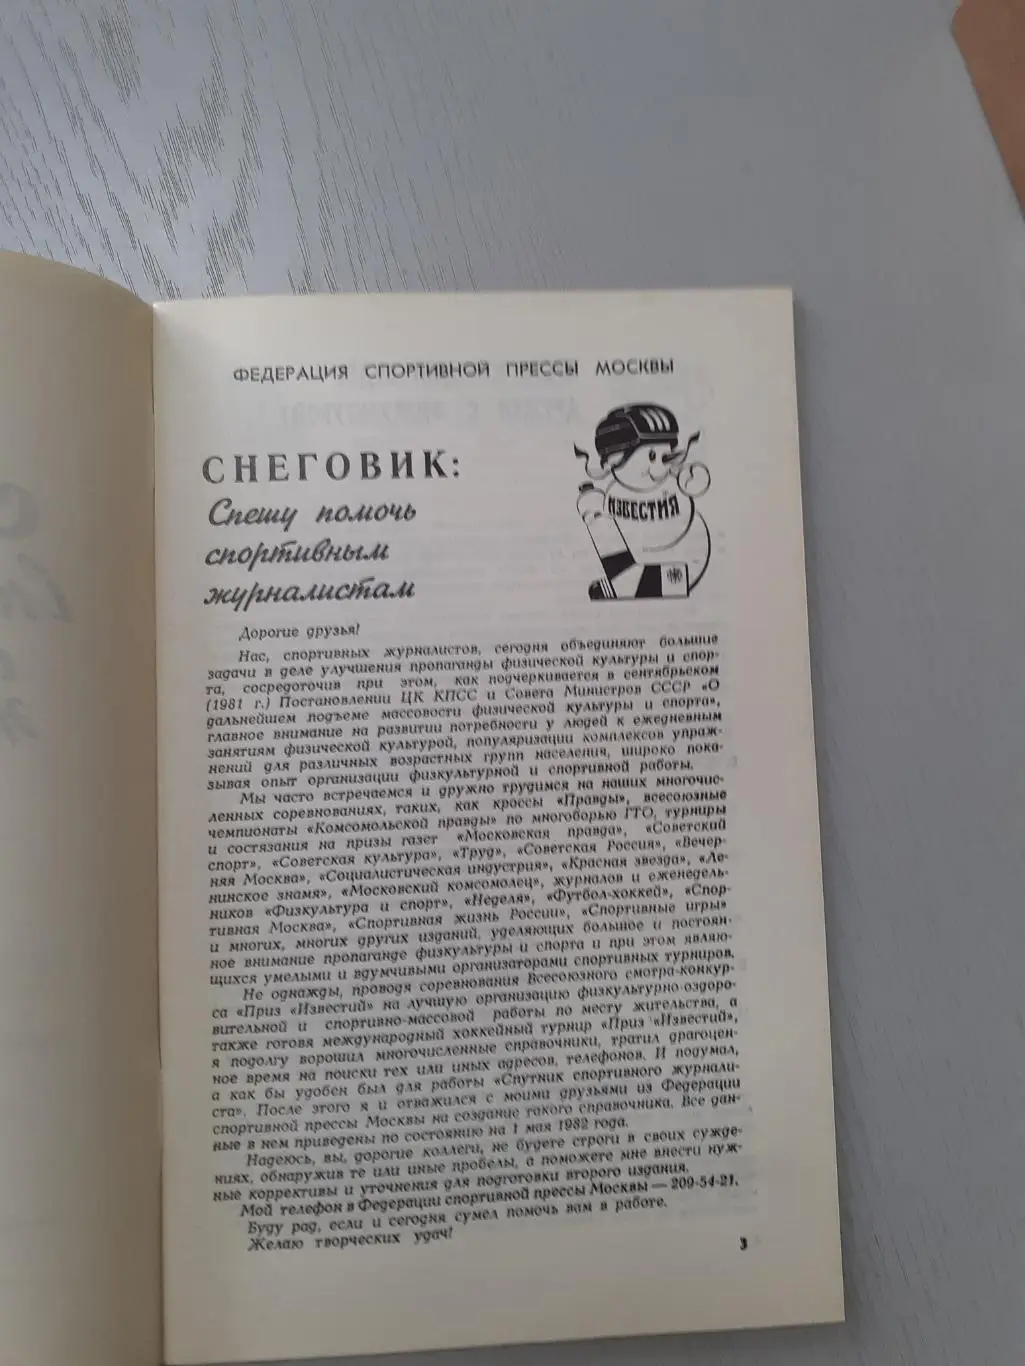 ФЕДЕРАЦИЯ СПОРТИВНОЙ ПРЕССЫ МОСКВЫ
СНЕГОВИК:
Спешу помочь
спортивным
журналистам
ИЗВЕСТИЯ
Дорогие друзья!
Нас, спортивных журналистов, сегодня объединяют большие
задачи в деле улучшения пропаганды физической культуры и спор-
та, сосредоточив при этом, как подчеркивается в сентябрьском
(1981 г.) Постановлении ЦК КПСС и Совета Министров СССР «О
дальнейшем подъеме массовости физической культуры и спорта»,
главное внимание на развитии потребности у людей к ежедневным
занятиям физической культурой, популяризации комплексов упраж-
нений для различных возрастных групп населения, широко пока-
зывая опыт организации физкультурной и спортивной работы.
Мы часто встречаемся и дружно трудимся на наших многочис-
ленных соревнованиях, таких, как кроссы «Правды», всесоюзные
чемпионаты «Комсомольской правды» по многоборью ГТО, турниры
и состязания на призы газет «Московская правда», «Советский
спорт», «Советская культура», «Труд», «Советская Россия», «Вечер-
няя Москва», «Социалистическая индустрия», «Красная звезда», «Ле-
нинское знамя», «Московский комсомолец», журналов и еженедель-
ников «Физкультура и спорт», «Неделя», «Футбол-хоккей», «Спор-
тивная Москва», «Спортивная жизнь России», «Спортивные игры»
и многих, многих других изданий, уделяющих большое и постоян-
ное внимание пропаганде физкультуры и спорта и при этом являю-
щихся умелыми и вдумчивыми организаторами спортивных турниров.
Не однажды, проводя соревнования Всесоюзного смотра-конкур-
са «Приз «Известий» на лучшую организацию физкультурно-оздоро-
вительной и спортивно-массовой работы по месту жительства, а
также готовя международный хоккейный турнир «Приз «Известий»,
я подолгу ворошил многочисленные справочники, тратил драгоцен-
ное время на поиски тех или иных адресов, телефонов. И подумал,
а как бы удобен был для работы «Спутник спортивного журнали-
ста». После этого я и отважился с моими друзьями из Федерации
спортивной прессы Москвы на создание такого справочника. Все дан-
ные в нем приведены по состоянию на 1 мая 1982 года.
Надеюсь, вы, дорогие коллеги, не будете строги в своих сужде-
ниях, обнаружив те или иные пробелы, а поможете мне внести нуж-
ные коррективы и уточнения для подготовки второго издания.
Мой телефон в Федерации спортивной прессы Москвы — 209-54-21.
Буду рад, если и сегодня сумел помочь вам в работе.
Желаю творческих удач!
3